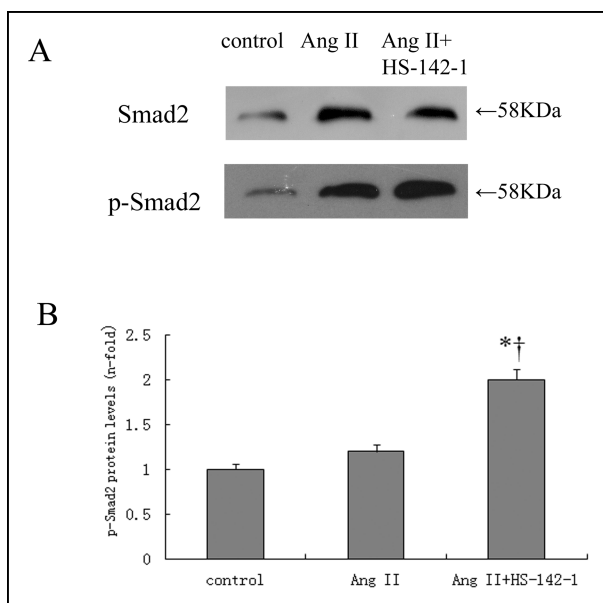 A
control Ang II Ang II+
HS-142-1
Smad2 ←58KDa
p-Smad2 ←58KDa
B
p-Smad2 protein levels (n-fold)
2.5
2
1.5
1
0.5
0
*†
control Ang II Ang II+HS-142-1